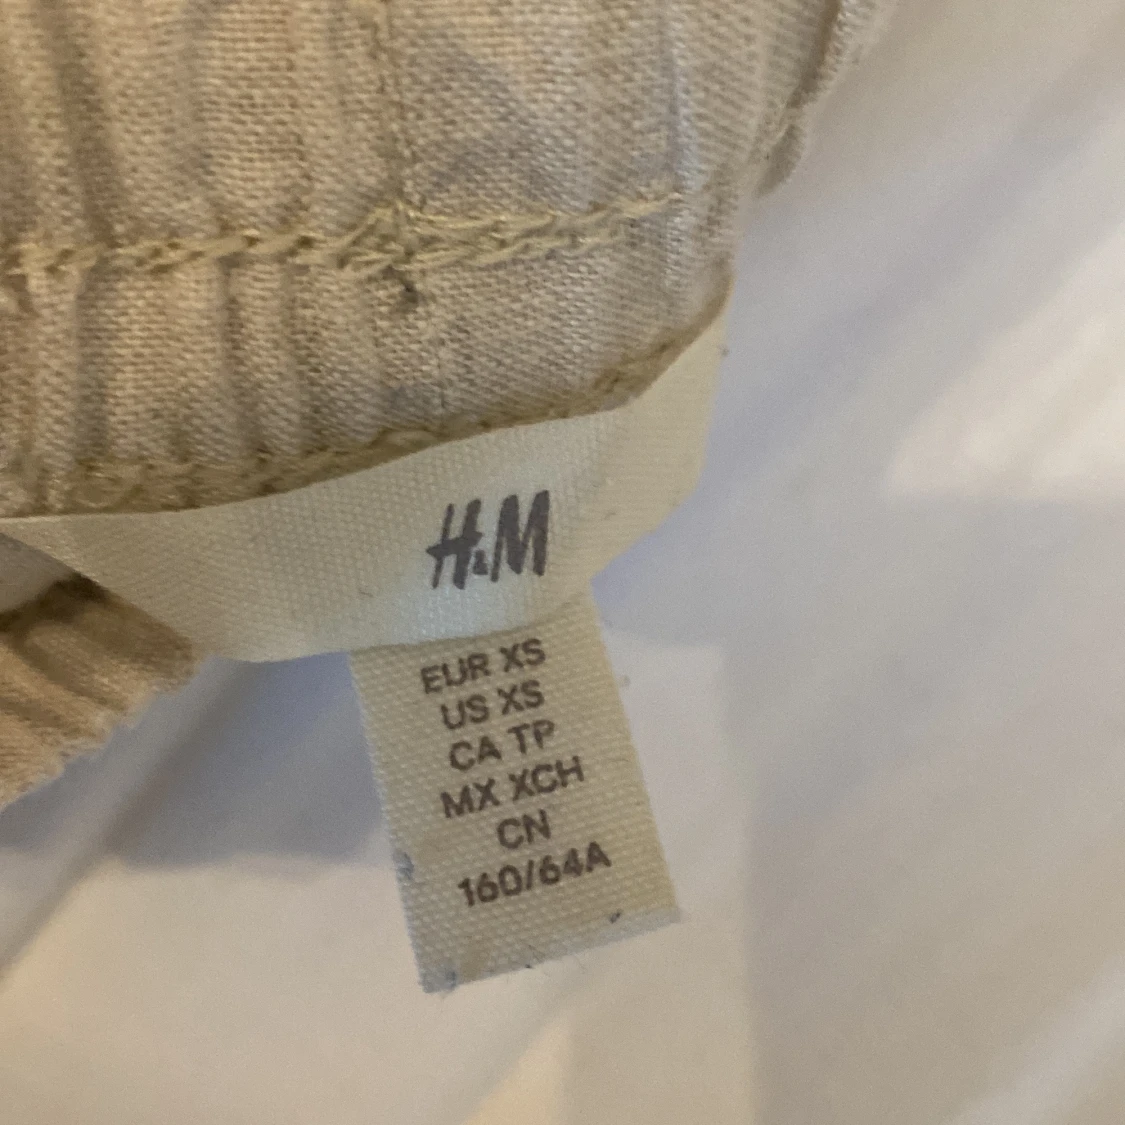 H&M
EUR XS
US XS
CA TP
MX XCH
CN
160/64A